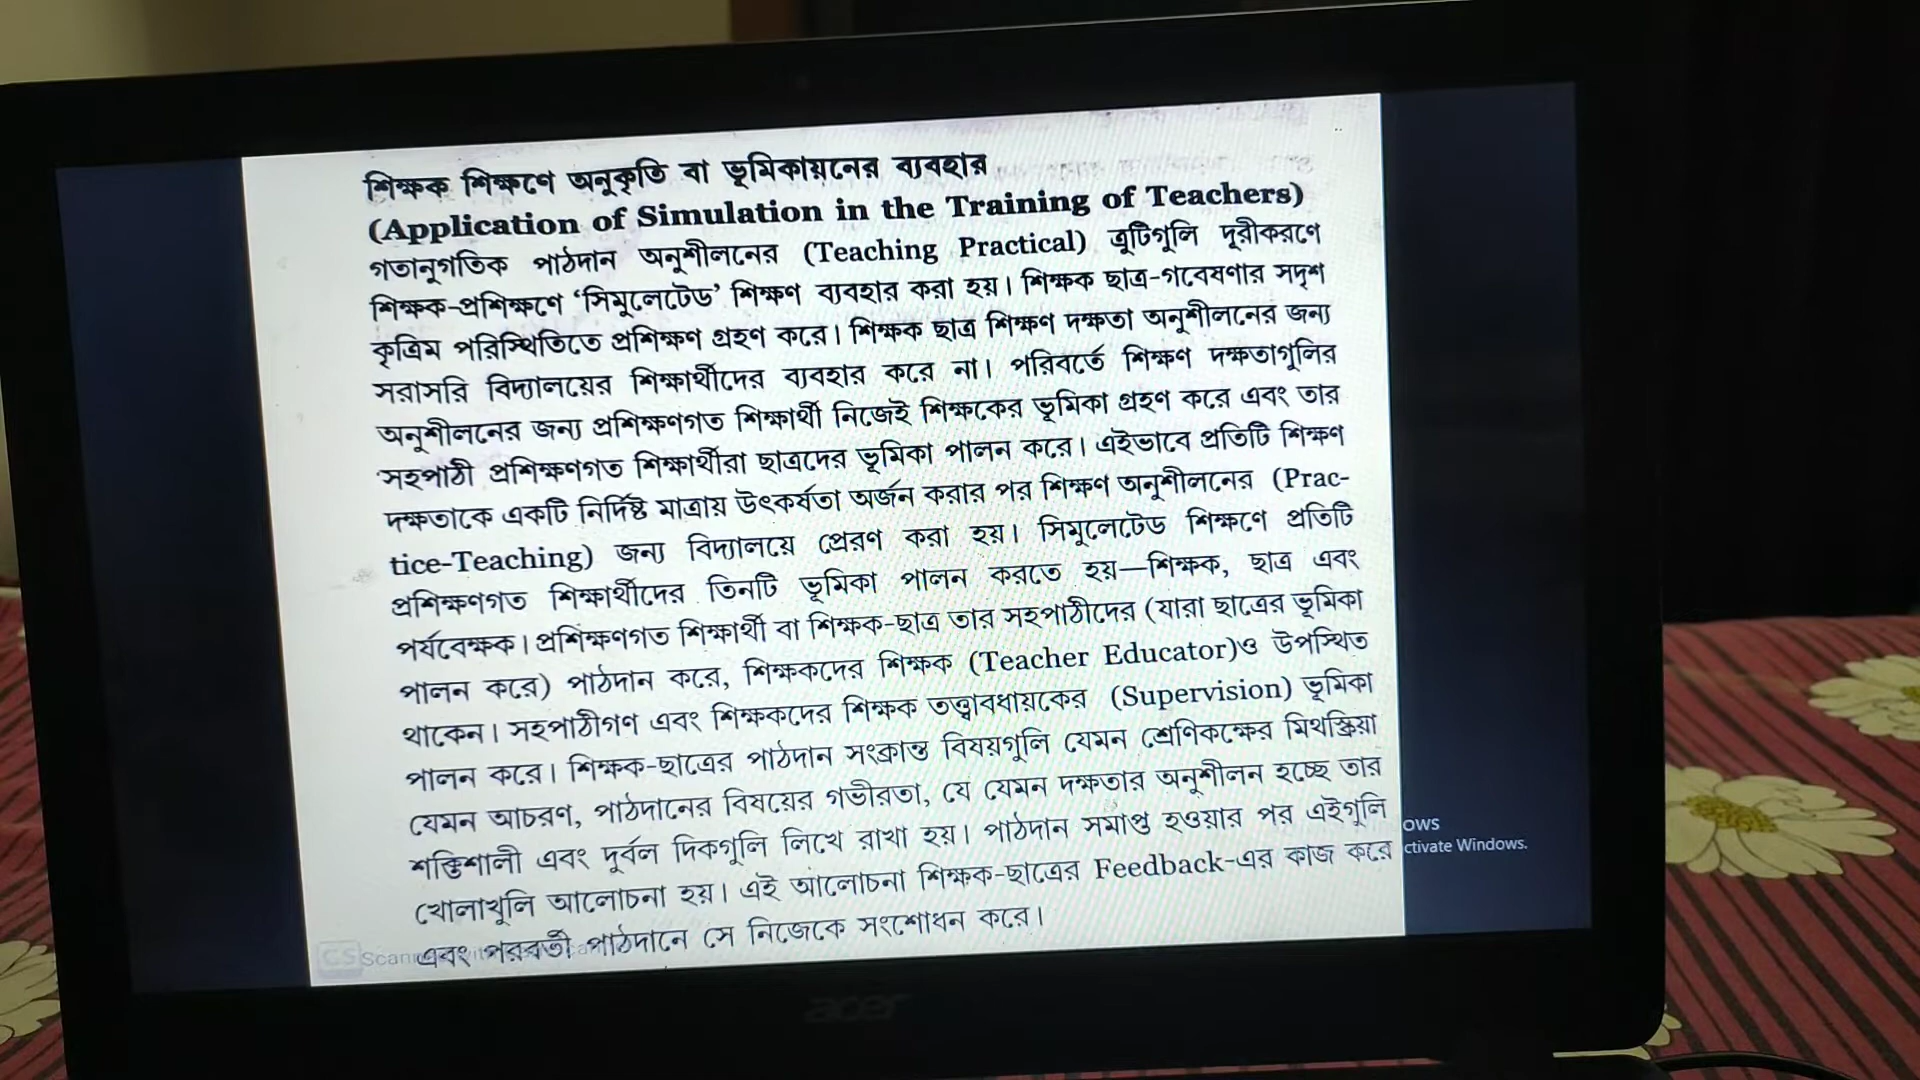 শিক্ষক শিক্ষণে অনুকৃতি বা ভূমিকায়নের ব্যবহার
(Application of Simulation in the Training of Teachers)
গতানুগতিক পাঠদান অনুশীলনের (Teaching Practical) ত্রুটিগুলি দূরীকরণে
শিক্ষক-প্রশিক্ষণে ‘সিমুলেটেড’ শিক্ষণ ব্যবহার করা হয়। শিক্ষক ছাত্র-গবেষণার সদৃশ
কৃত্রিম পরিস্থিতিতে প্রশিক্ষণ গ্রহণ করে। শিক্ষক ছাত্র শিক্ষণ দক্ষতা অনুশীলনের জন্য
সরাসরি বিদ্যালয়ের শিক্ষার্থীদের ব্যবহার করে না। পরিবর্তে শিক্ষণ দক্ষতাগুলির
অনুশীলনের জন্য প্রশিক্ষণগত শিক্ষার্থী নিজেই শিক্ষকের ভূমিকা গ্রহণ করে এবং তার
সহপাঠী প্রশিক্ষণগত শিক্ষার্থীরা ছাত্রদের ভূমিকা পালন করে। এইভাবে প্রতিটি শিক্ষণ
দক্ষতাকে একটি নির্দিষ্ট মাত্রায় উৎকর্ষতা অর্জন করার পর শিক্ষণ অনুশীলনের (Prac-
tice-Teaching) জন্য বিদ্যালয়ে প্রেরণ করা হয়। সিমুলেটেড শিক্ষণে প্রতিটি
প্রশিক্ষণগত শিক্ষার্থীদের তিনটি ভূমিকা পালন করতে হয়—শিক্ষক, ছাত্র এবং
পর্যবেক্ষক। প্রশিক্ষণগত শিক্ষার্থী বা শিক্ষক-ছাত্র তার সহপাঠীদের (যারা ছাত্রের ভূমিকা
পালন করে) পাঠদান করে, শিক্ষকদের শিক্ষক (Teacher Educator)ও উপস্থিত
থাকেন। সহপাঠীগণ এবং শিক্ষকদের শিক্ষক তত্ত্বাবধায়কের (Supervision) ভূমিকা
পালন করে। শিক্ষক-ছাত্রের পাঠদান সংক্রান্ত বিষয়গুলি যেমন শ্রেণিকক্ষের মিথস্ক্রিয়া
যেমন আচরণ, পাঠদানের বিষয়ের গভীরতা, যে যেমন দক্ষতার অনুশীলন হচ্ছে তার
শক্তিশালী এবং দুর্বল দিকগুলি লিখে রাখা হয়। পাঠদান সমাপ্ত হওয়ার পর এইগুলি
খোলাখুলি আলোচনা হয়। এই আলোচনা শিক্ষক-ছাত্রের Feedback-এর কাজ করে
এবং পরবর্তী পাঠদানে সে নিজেকে সংশোধন করে।
ows
ctivate Windows.
CS Scan
acer